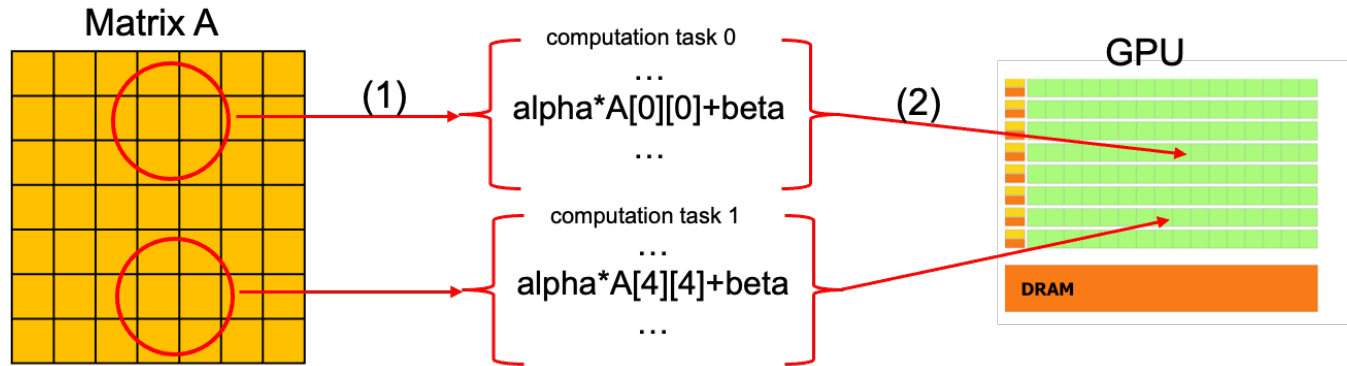 Matrix A
(1)
computation task 0
...
alpha*A[0][0]+beta
...
computation task 1
...
alpha*A[4][4]+beta
...
(2)
GPU
DRAM